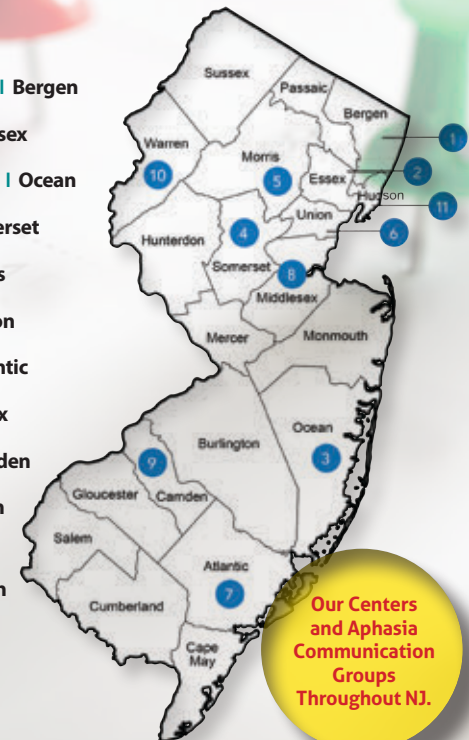 | Bergen
sex
| Ocean
erset
s
on
ntic
x
den
n
n
Sussex
Passaic
Bergen
1
Warren
10
Morris
5
Essex
2
Hudson
11
Union
6
Hunterdon
4
Somerset
8
Middlesex
Mercer
Monmouth
Ocean
3
Burlington
9
Camden
Gloucester
Salem
Atlantic
7
Cumberland
Cape
May
Our Centers
and Aphasia
Communication
Groups
Throughout NJ.